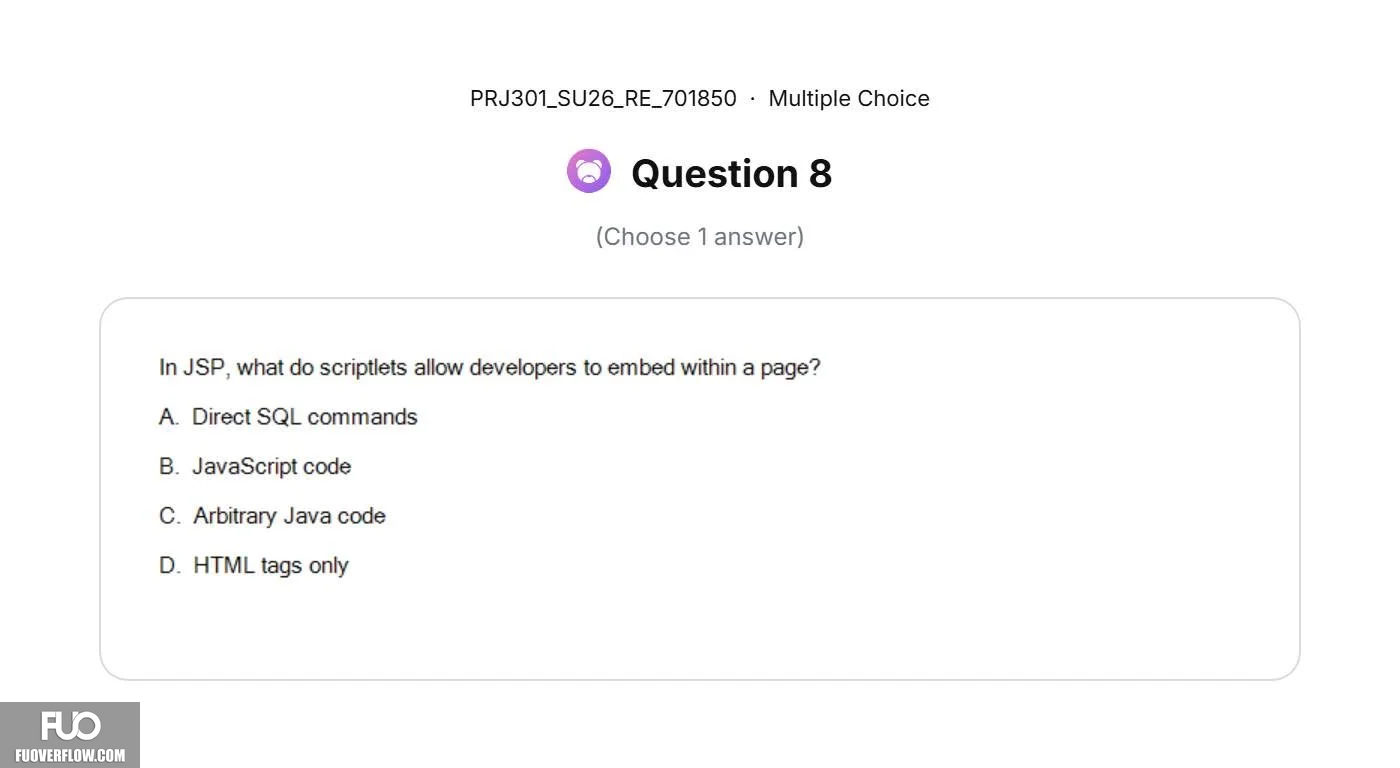 PRJ301_SU26_RE_701850 · Multiple Choice
Question 8
(Choose 1 answer)
In JSP, what do scriptlets allow developers to embed within a page?
A. Direct SQL commands
B. JavaScript code
C. Arbitrary Java code
D. HTML tags only
FUO
FUOVERFLOW.COM